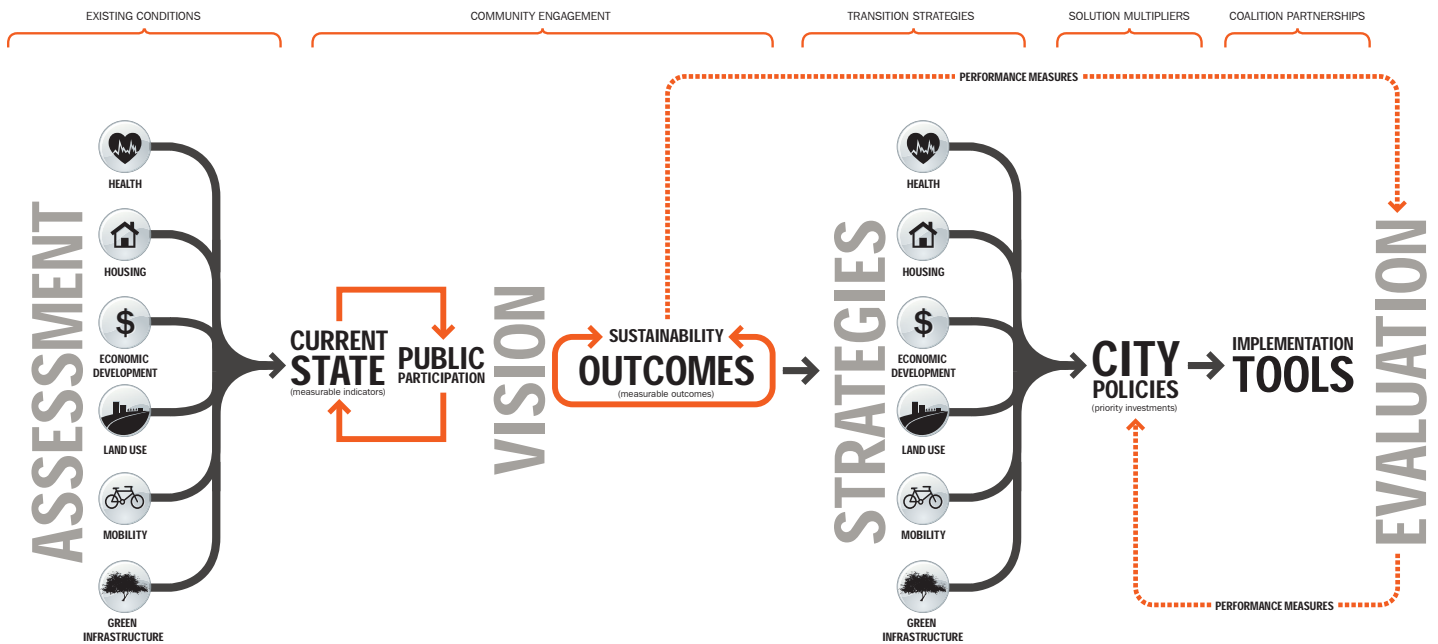 EXISTING CONDITIONS
COMMUNITY ENGAGEMENT
TRANSITION STRATEGIES
SOLUTION MULTIPLIERS
COALITION PARTNERSHIPS
PERFORMANCE MEASURES
ASSESSMENT
HEALTH
HOUSING
$
ECONOMIC
DEVELOPMENT
LAND USE
MOBILITY
GREEN
INFRASTRUCTURE
CURRENT
STATE
(measurable indicators)
PUBLIC
PARTICIPATION
VISION
SUSTAINABILITY
OUTCOMES
(measurable outcomes)
STRATEGIES
HEALTH
HOUSING
$
ECONOMIC
DEVELOPMENT
LAND USE
MOBILITY
GREEN
INFRASTRUCTURE
CITY
POLICIES
(priority investments)
IMPLEMENTATION
TOOLS
EVALUATION
PERFORMANCE MEASURES